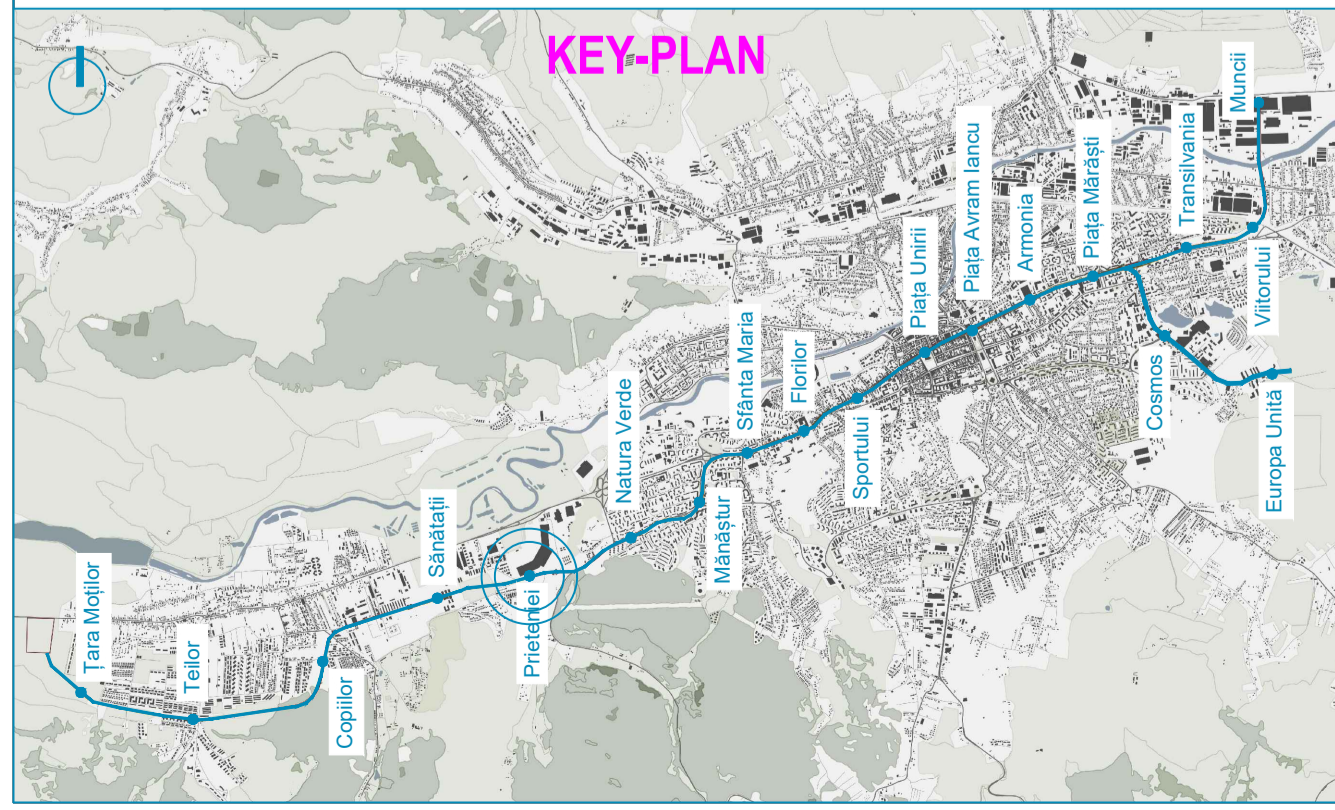 KEY-PLAN
Țara Moților
Teilor
Copiilor
Sănătații
Prieteniei
Natura Verde
Mănăștur
Sfânta Maria
Florilor
Sportului
Piața Unirii
Piața Avram Iancu
Armonia
Piața Mărăști
Transilvania
Viitorului
Muncii
Cosmos
Europa Unită